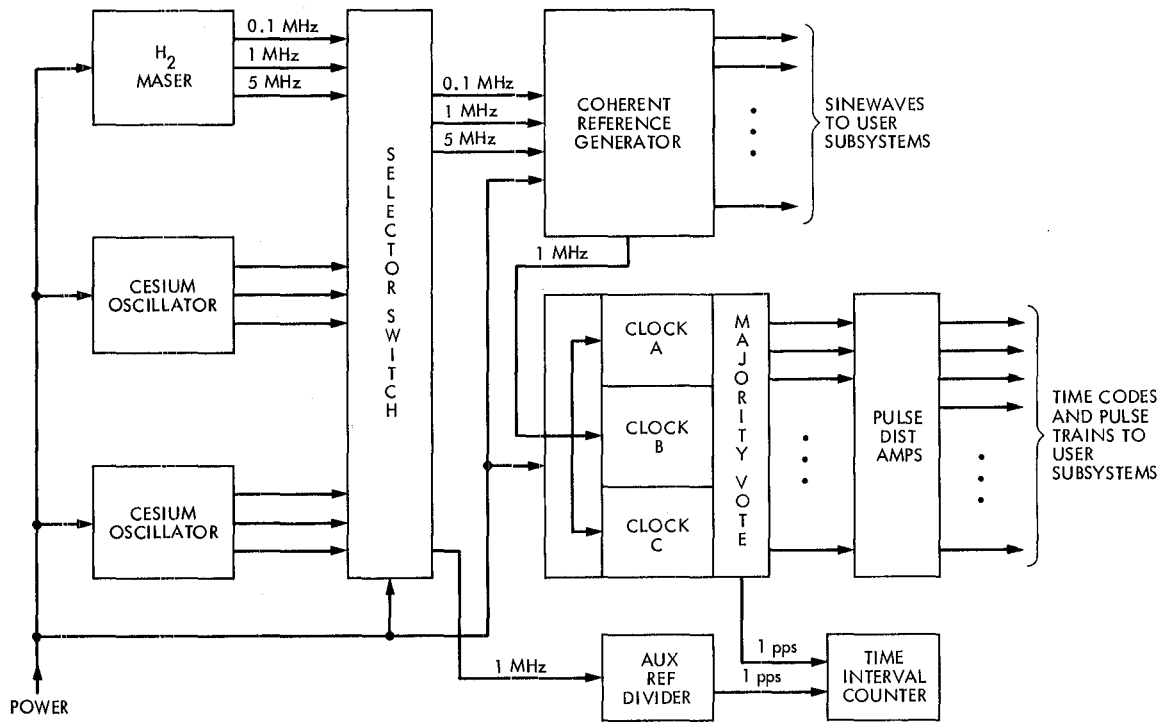 H2
MASER
0.1 MHz
1 MHz
5 MHz
CESIUM
OSCILLATOR
CESIUM
OSCILLATOR
SELECTOR SWITCH
0.1 MHz
1 MHz
5 MHz
COHERENT
REFERENCE
GENERATOR
SINEWAVES
TO USER
SUBSYSTEMS
1 MHz
CLOCK
A
CLOCK
B
CLOCK
C
MAJORITY VOTE
PULSE
DIST
AMPS
TIME CODES
AND PULSE
TRAINS TO
USER
SUBSYSTEMS
1 MHz
AUX
REF
DIVIDER
1 pps
1 pps
TIME
INTERVAL
COUNTER
POWER